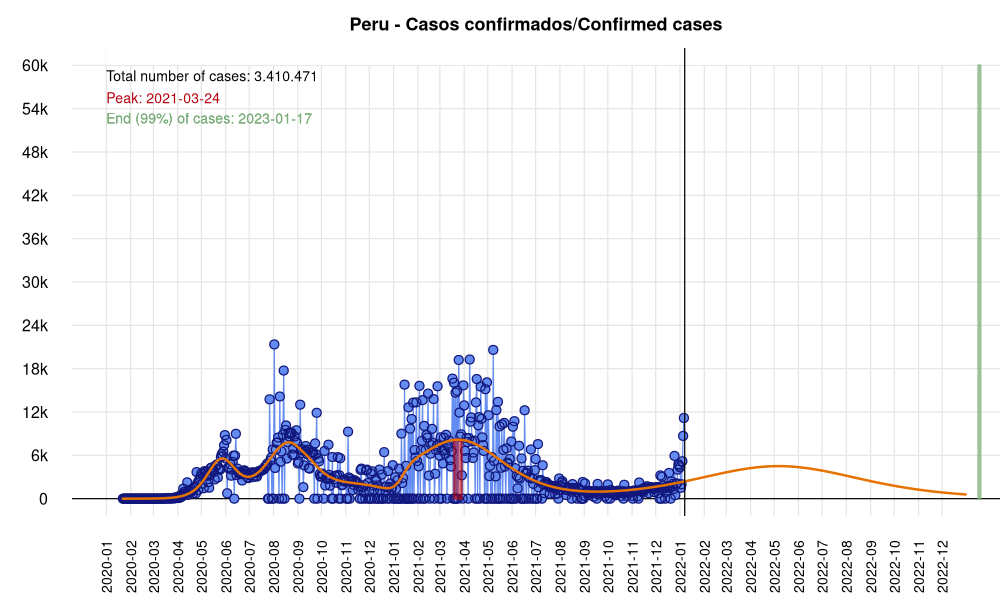 Peru - Casos confirmados/Confirmed cases
60k
Total number of cases: 3.410.471
Peak: 2021-03-24
End (99%) of cases: 2023-01-17
54k
48k
42k
36k
30k
24k
18k
12k
6k
0
2020-01
2020-02
2020-03
2020-04
2020-05
2020-06
2020-07
2020-08
2020-09
2020-10
2020-11
2020-12
2021-01
2021-02
2021-03
2021-04
2021-05
2021-06
2021-07
2021-08
2021-09
2021-10
2021-11
2021-12
2022-01
2022-02
2022-03
2022-04
2022-05
2022-06
2022-07
2022-08
2022-09
2022-10
2022-11
2022-12